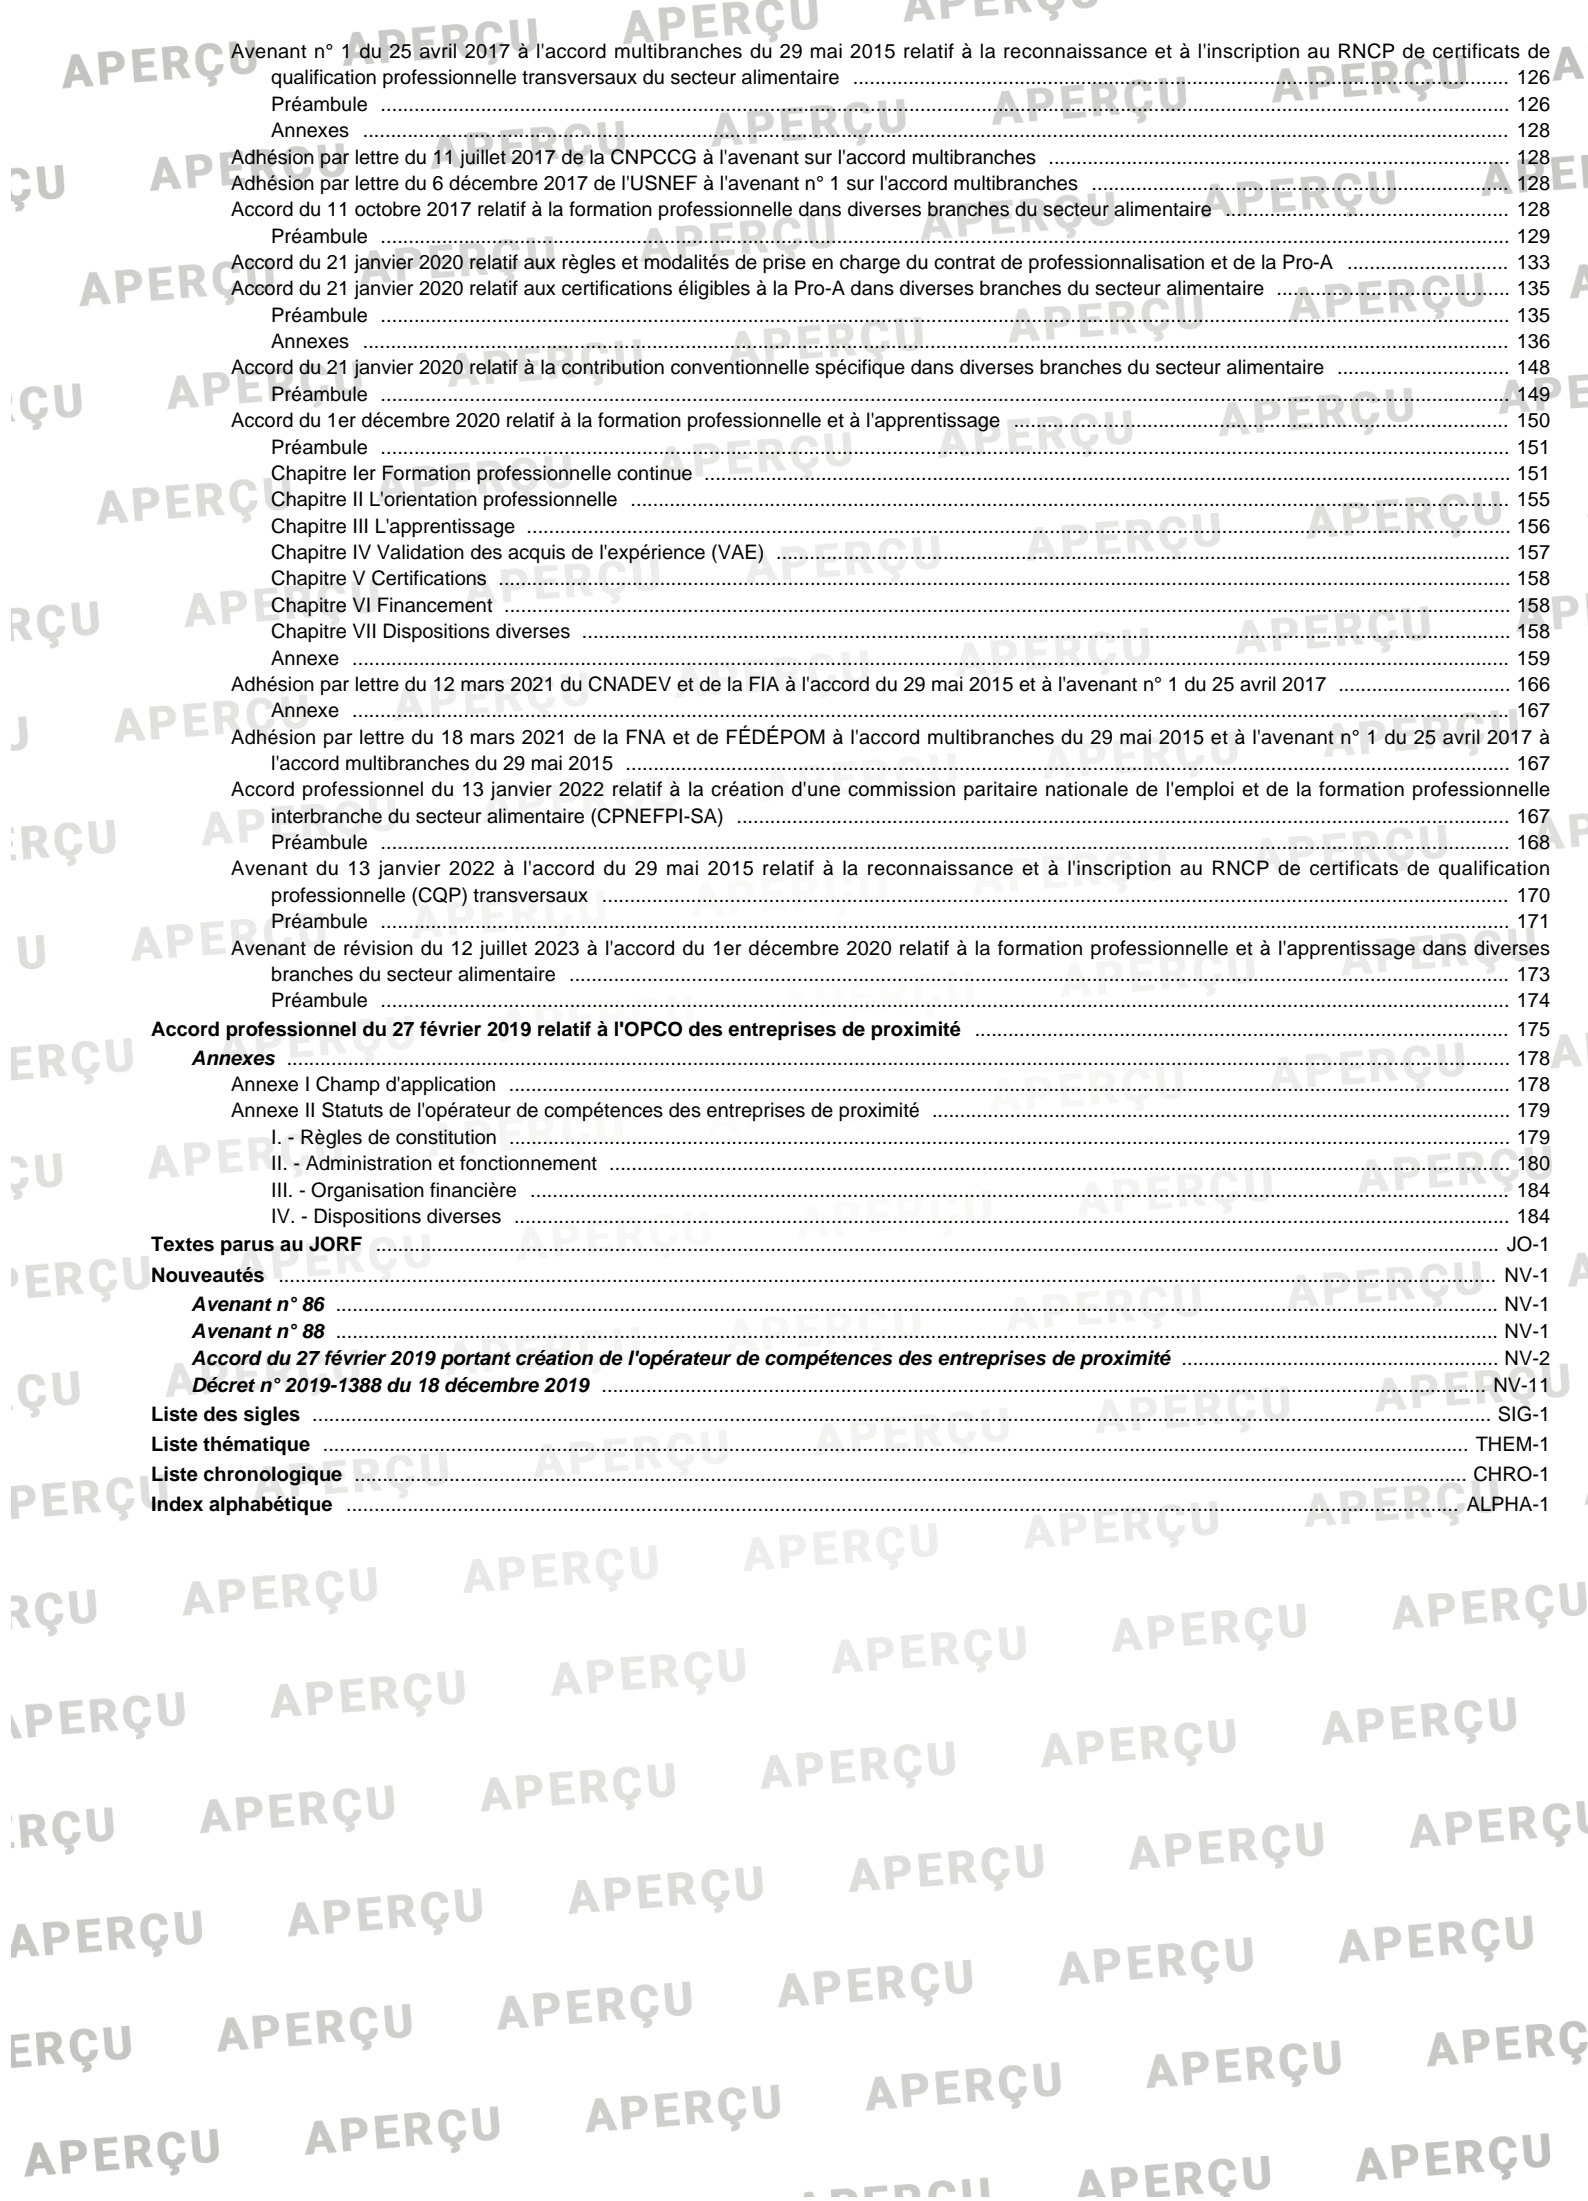 Avenant n° 1 du 25 avril 2017 à l'accord multibranches du 29 mai 2015 relatif à la reconnaissance et à l'inscription au RNCP de certificats de
qualification professionnelle transversaux du secteur alimentaire ........ 126
Préambule ........ 126
Annexes ........ 128
Adhésion par lettre du 11 juillet 2017 de la CNPCCG à l'avenant sur l'accord multibranches ........ 128
Adhésion par lettre du 6 décembre 2017 de l'USNEF à l'avenant n° 1 sur l'accord multibranches ........ 128
Accord du 11 octobre 2017 relatif à la formation professionnelle dans diverses branches du secteur alimentaire ........ 128
Préambule ........ 129
Accord du 21 janvier 2020 relatif aux règles et modalités de prise en charge du contrat de professionnalisation et de la Pro-A ........ 133
Accord du 21 janvier 2020 relatif aux certifications éligibles à la Pro-A dans diverses branches du secteur alimentaire ........ 135
Préambule ........ 135
Annexes ........ 136
Accord du 21 janvier 2020 relatif à la contribution conventionnelle spécifique dans diverses branches du secteur alimentaire ........ 148
Préambule ........ 149
Accord du 1er décembre 2020 relatif à la formation professionnelle et à l'apprentissage ........ 150
Préambule ........ 151
Chapitre Ier Formation professionnelle continue ........ 151
Chapitre II L'orientation professionnelle ........ 155
Chapitre III L'apprentissage ........ 156
Chapitre IV Validation des acquis de l'expérience (VAE) ........ 157
Chapitre V Certifications ........ 158
Chapitre VI Financement ........ 158
Chapitre VII Dispositions diverses ........ 158
Annexe ........ 159
Adhésion par lettre du 12 mars 2021 du CNADEV et de la FIA à l'accord du 29 mai 2015 et à l'avenant n° 1 du 25 avril 2017 ........ 166
Annexe ........ 167
Adhésion par lettre du 18 mars 2021 de la FNA et de FÉDÉPOM à l'accord multibranches du 29 mai 2015 et à l'avenant n° 1 du 25 avril 2017 à
l'accord multibranches du 29 mai 2015 ........ 167
Accord professionnel du 13 janvier 2022 relatif à la création d'une commission paritaire nationale de l'emploi et de la formation professionnelle
interbranche du secteur alimentaire (CPNEFPI-SA) ........ 167
Préambule ........ 168
Avenant du 13 janvier 2022 à l'accord du 29 mai 2015 relatif à la reconnaissance et à l'inscription au RNCP de certificats de qualification
professionnelle (CQP) transversaux ........ 170
Préambule ........ 171
Avenant de révision du 12 juillet 2023 à l'accord du 1er décembre 2020 relatif à la formation professionnelle et à l'apprentissage dans diverses
branches du secteur alimentaire ........ 173
Préambule ........ 174
Accord professionnel du 27 février 2019 relatif à l'OPCO des entreprises de proximité ........ 175
Annexes ........ 178
Annexe I Champ d'application ........ 178
Annexe II Statuts de l'opérateur de compétences des entreprises de proximité ........ 179
I. - Règles de constitution ........ 179
II. - Administration et fonctionnement ........ 180
III. - Organisation financière ........ 184
IV. - Dispositions diverses ........ 184
Textes parus au JORF ........ JO-1
Nouveautés ........ NV-1
Avenant n° 86 ........ NV-1
Avenant n° 88 ........ NV-1
Accord du 27 février 2019 portant création de l'opérateur de compétences des entreprises de proximité ........ NV-2
Décret n° 2019-1388 du 18 décembre 2019 ........ NV-11
Liste des sigles ........ SIG-1
Liste thématique ........ THEM-1
Liste chronologique ........ CHRO-1
Index alphabétique ........ ALPHA-1
APERÇU